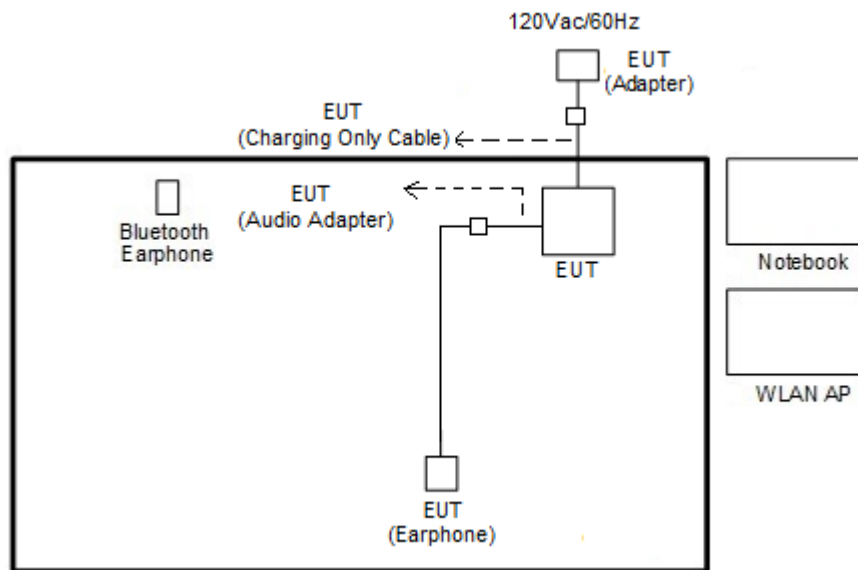 120Vac/60Hz
EUT
(Adapter)
EUT
(Charging Only Cable)
EUT
(Audio Adapter)
Bluetooth
Earphone
EUT
Notebook
WLAN AP
EUT
(Earphone)